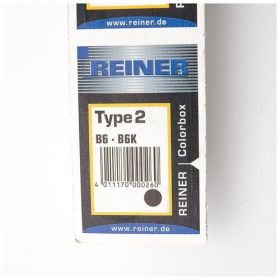 www.reiner.de
REINER
Type 2
B6 · B6K
4 011170 000260
REINER | Colorbox
www.reiner.de